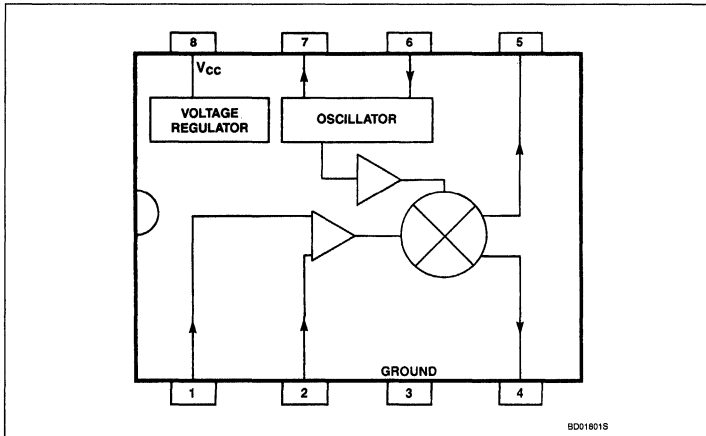 8
7
6
5
VCC
VOLTAGE
REGULATOR
OSCILLATOR
GROUND
1
2
3
4
BD01801S